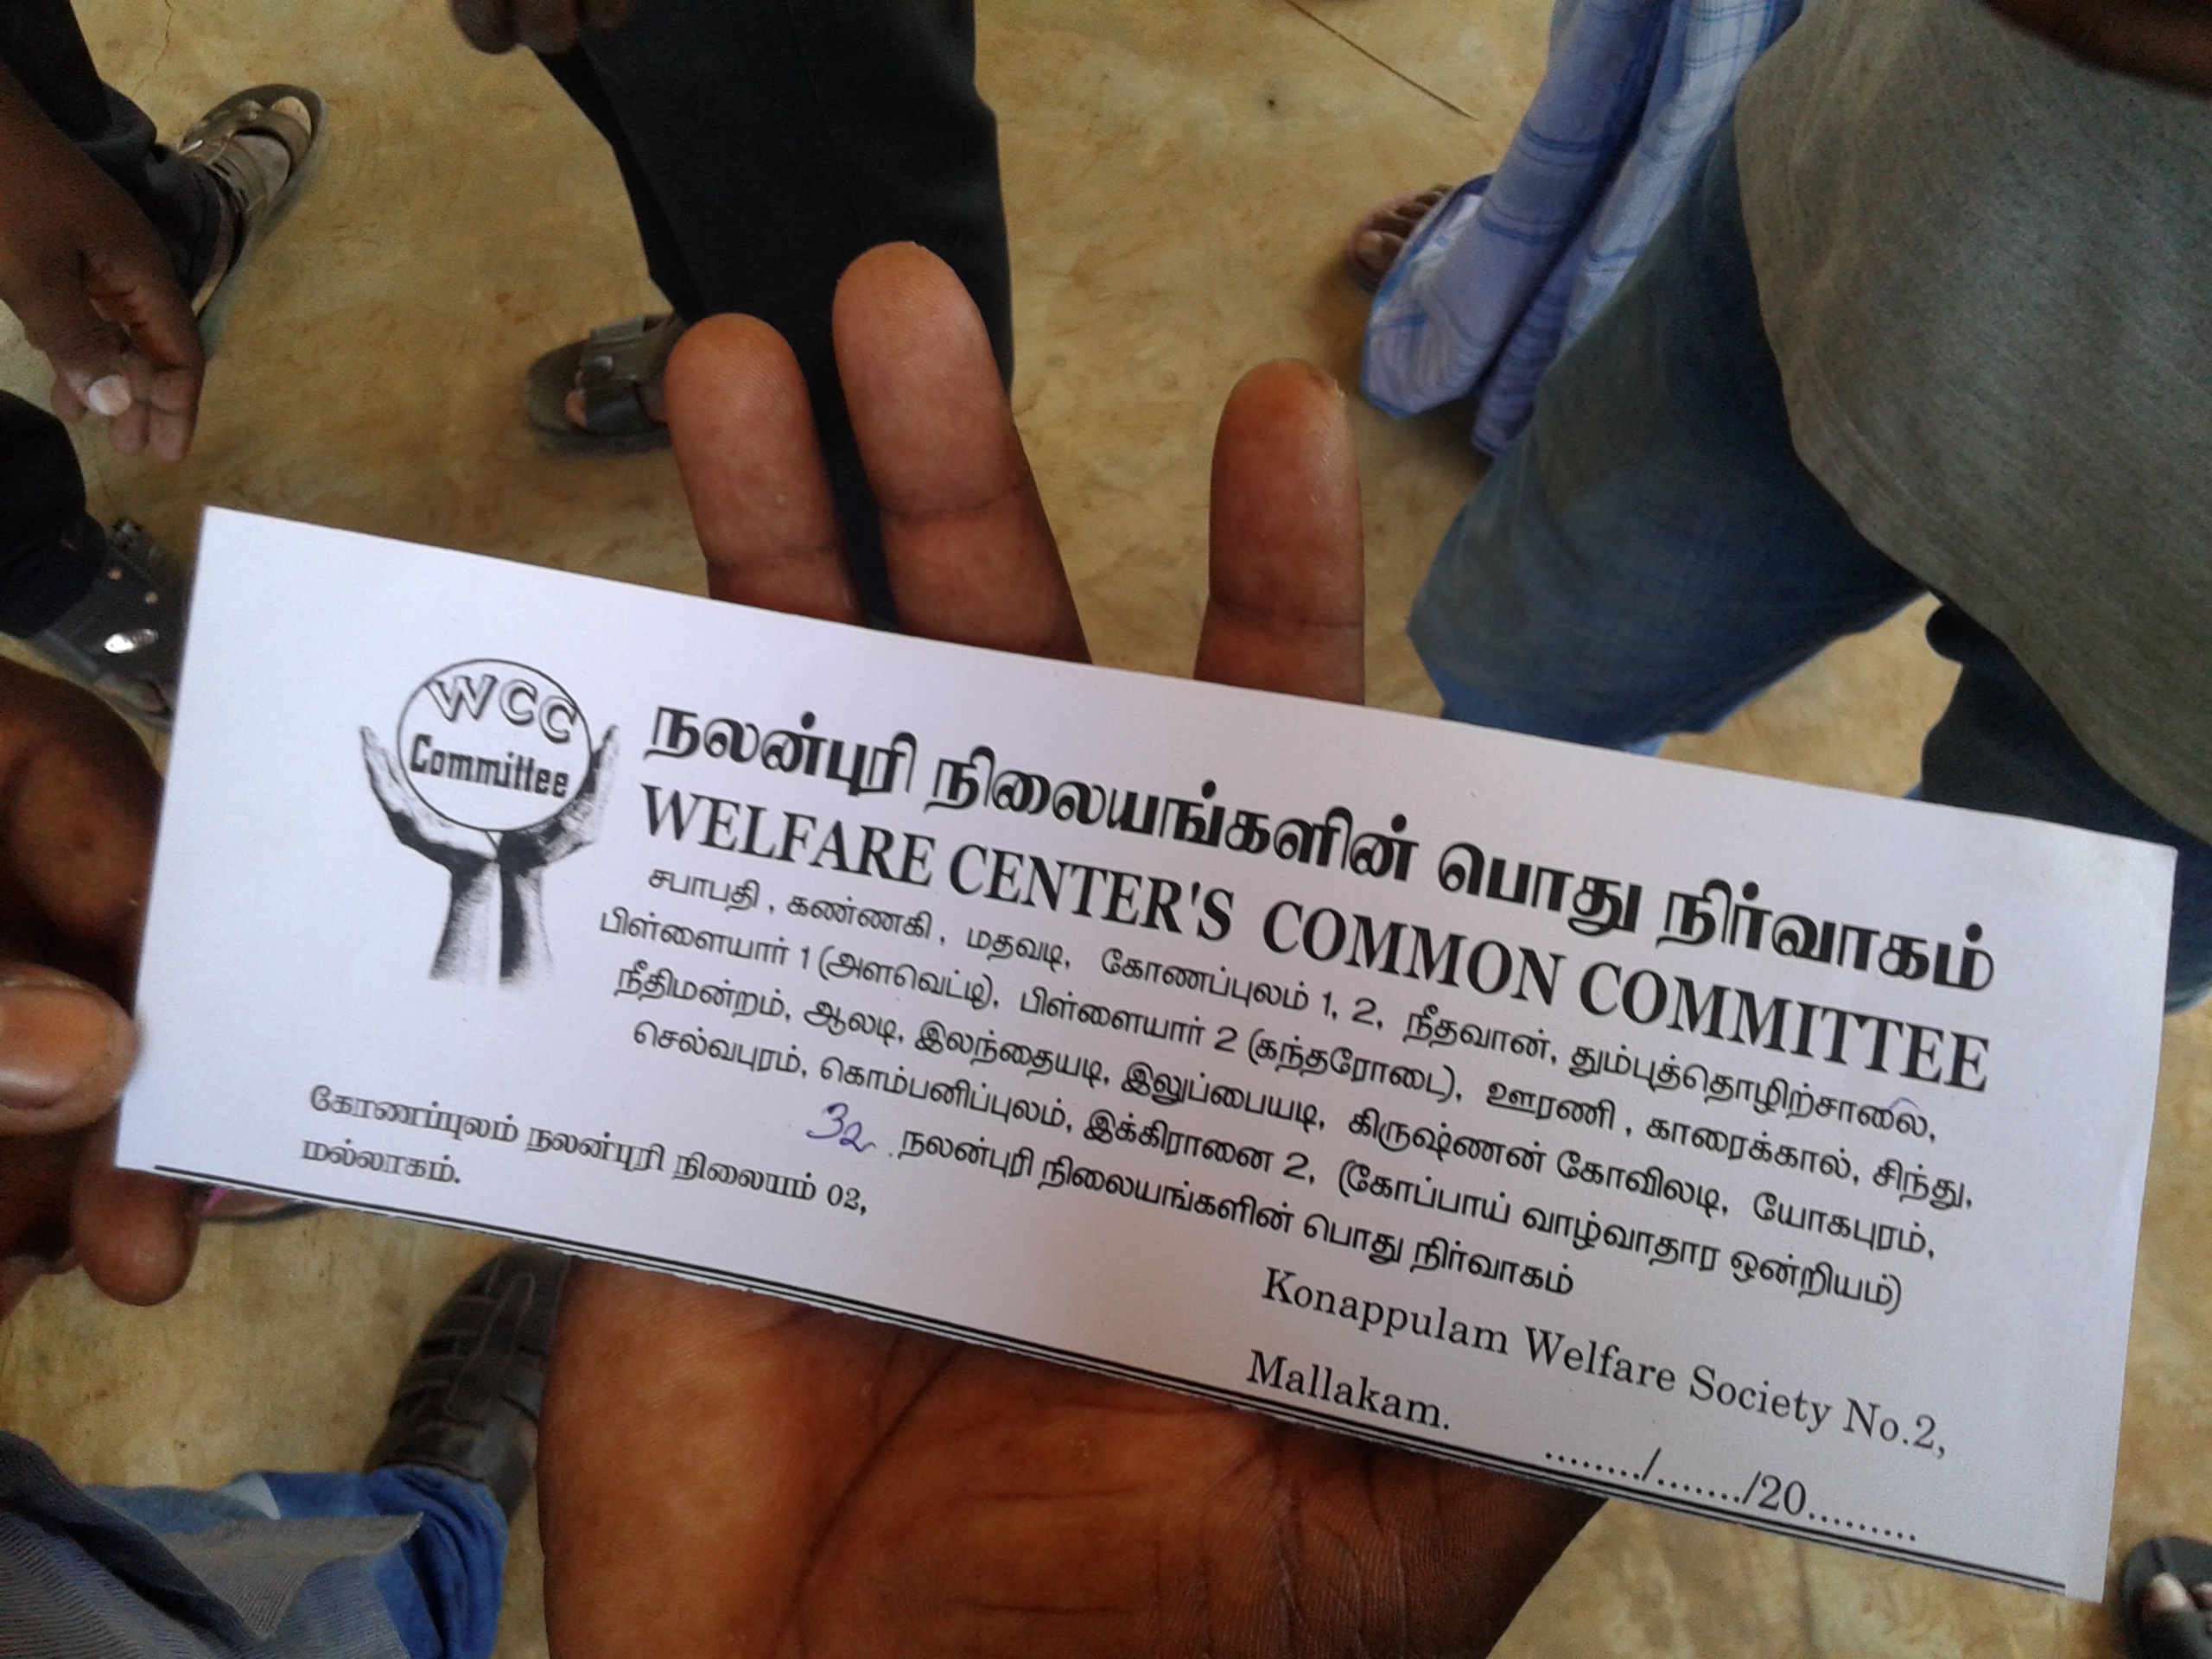 WCC
Committee
நலன்புரி நிலையங்களின் பொது நிர்வாகம்
WELFARE CENTER'S COMMON COMMITTEE
சபாபதி , கண்ணகி , மதவடி, கோணப்புலம் 1, 2, நீதவான், தும்புத்தொழிற்சாலை,
பிள்ளையார் 1 (அளவெட்டி), பிள்ளையார் 2 (கந்தரோடை), ஊரணி , காரைக்கால், சிந்து,
நீதிமன்றம், ஆலடி, இலந்தையடி, இலுப்பையடி, கிருஷ்ணன் கோவிலடி, யோகபுரம்,
செல்வபுரம், கொம்பனிப்புலம், இக்கிராணை 2, (கோப்பாய் வாழ்வாதார ஒன்றியம்)
32 . நலன்புரி நிலையங்களின் பொது நிர்வாகம்
கோணப்புலம் நலன்புரி நிலையம் 02,
மல்லாகம்.
Konappulam Welfare Society No.2,
Mallakam.
......../......./20.........